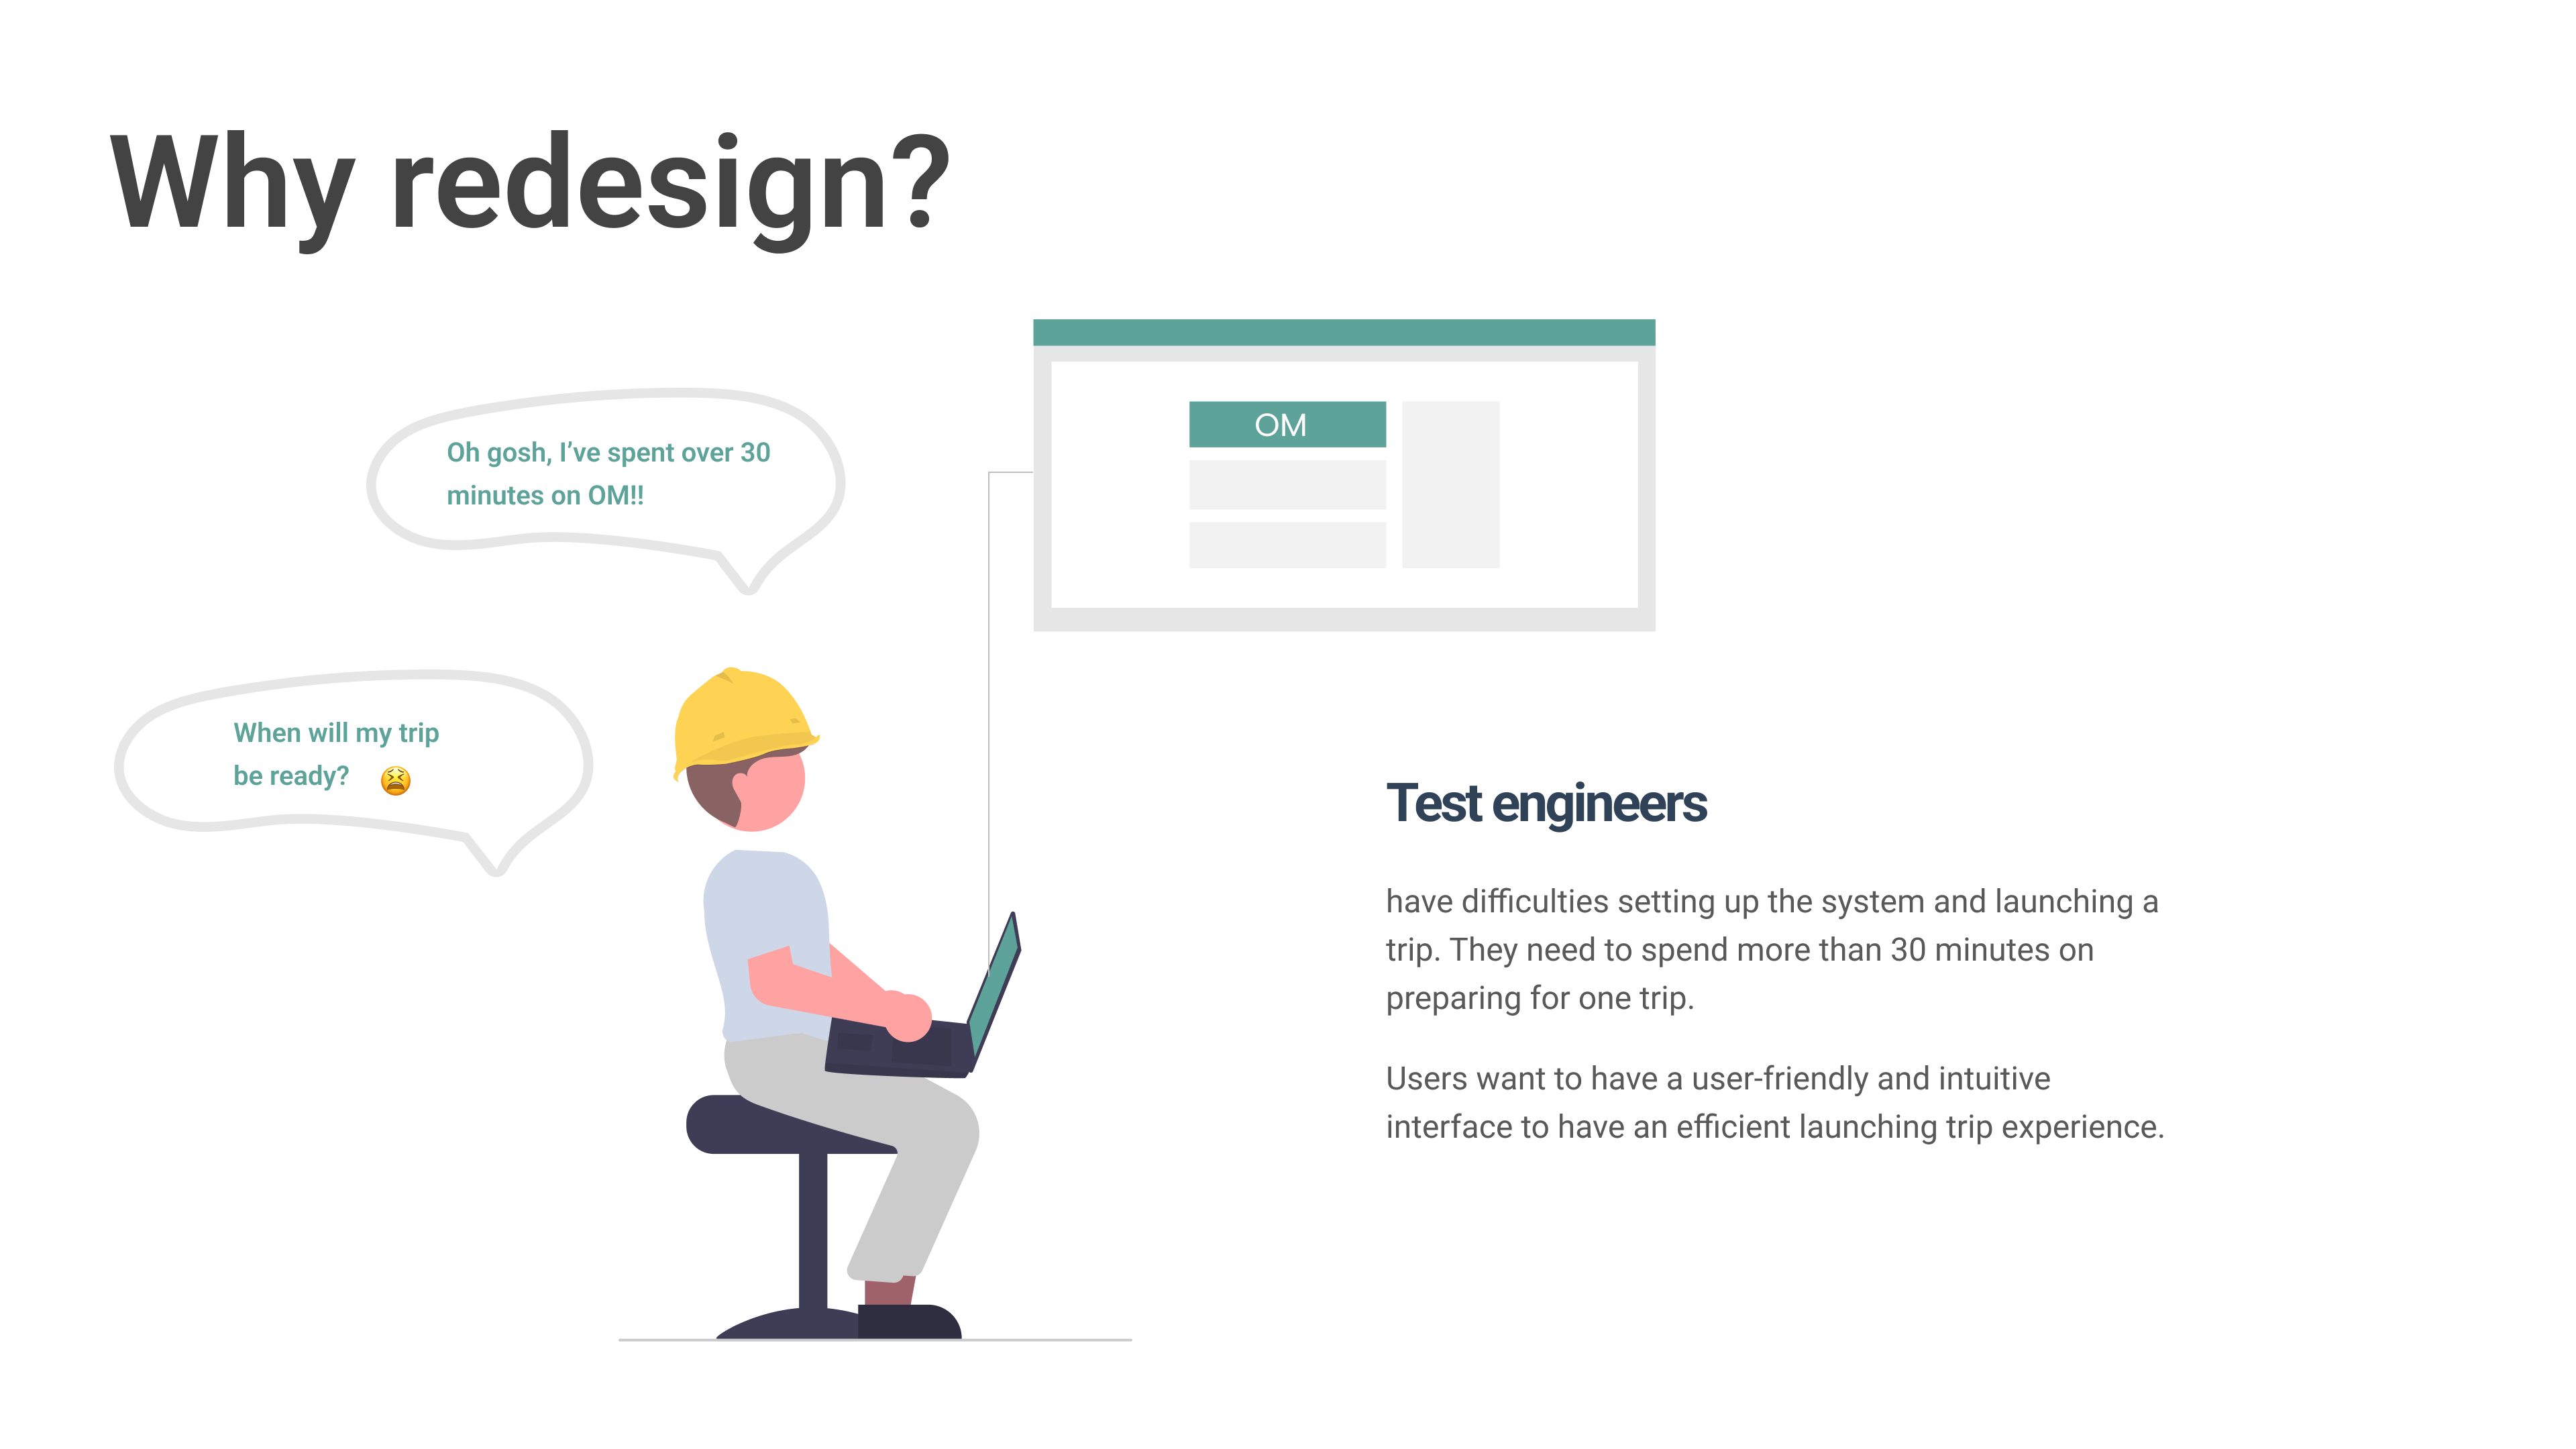 Why redesign?
OM
Oh gosh, I’ve spent over 30
minutes on OM!!
When will my trip
be ready? 😫
Test engineers
have difficulties setting up the system and launching a
trip. They need to spend more than 30 minutes on
preparing for one trip.
Users want to have a user-friendly and intuitive
interface to have an efficient launching trip experience.